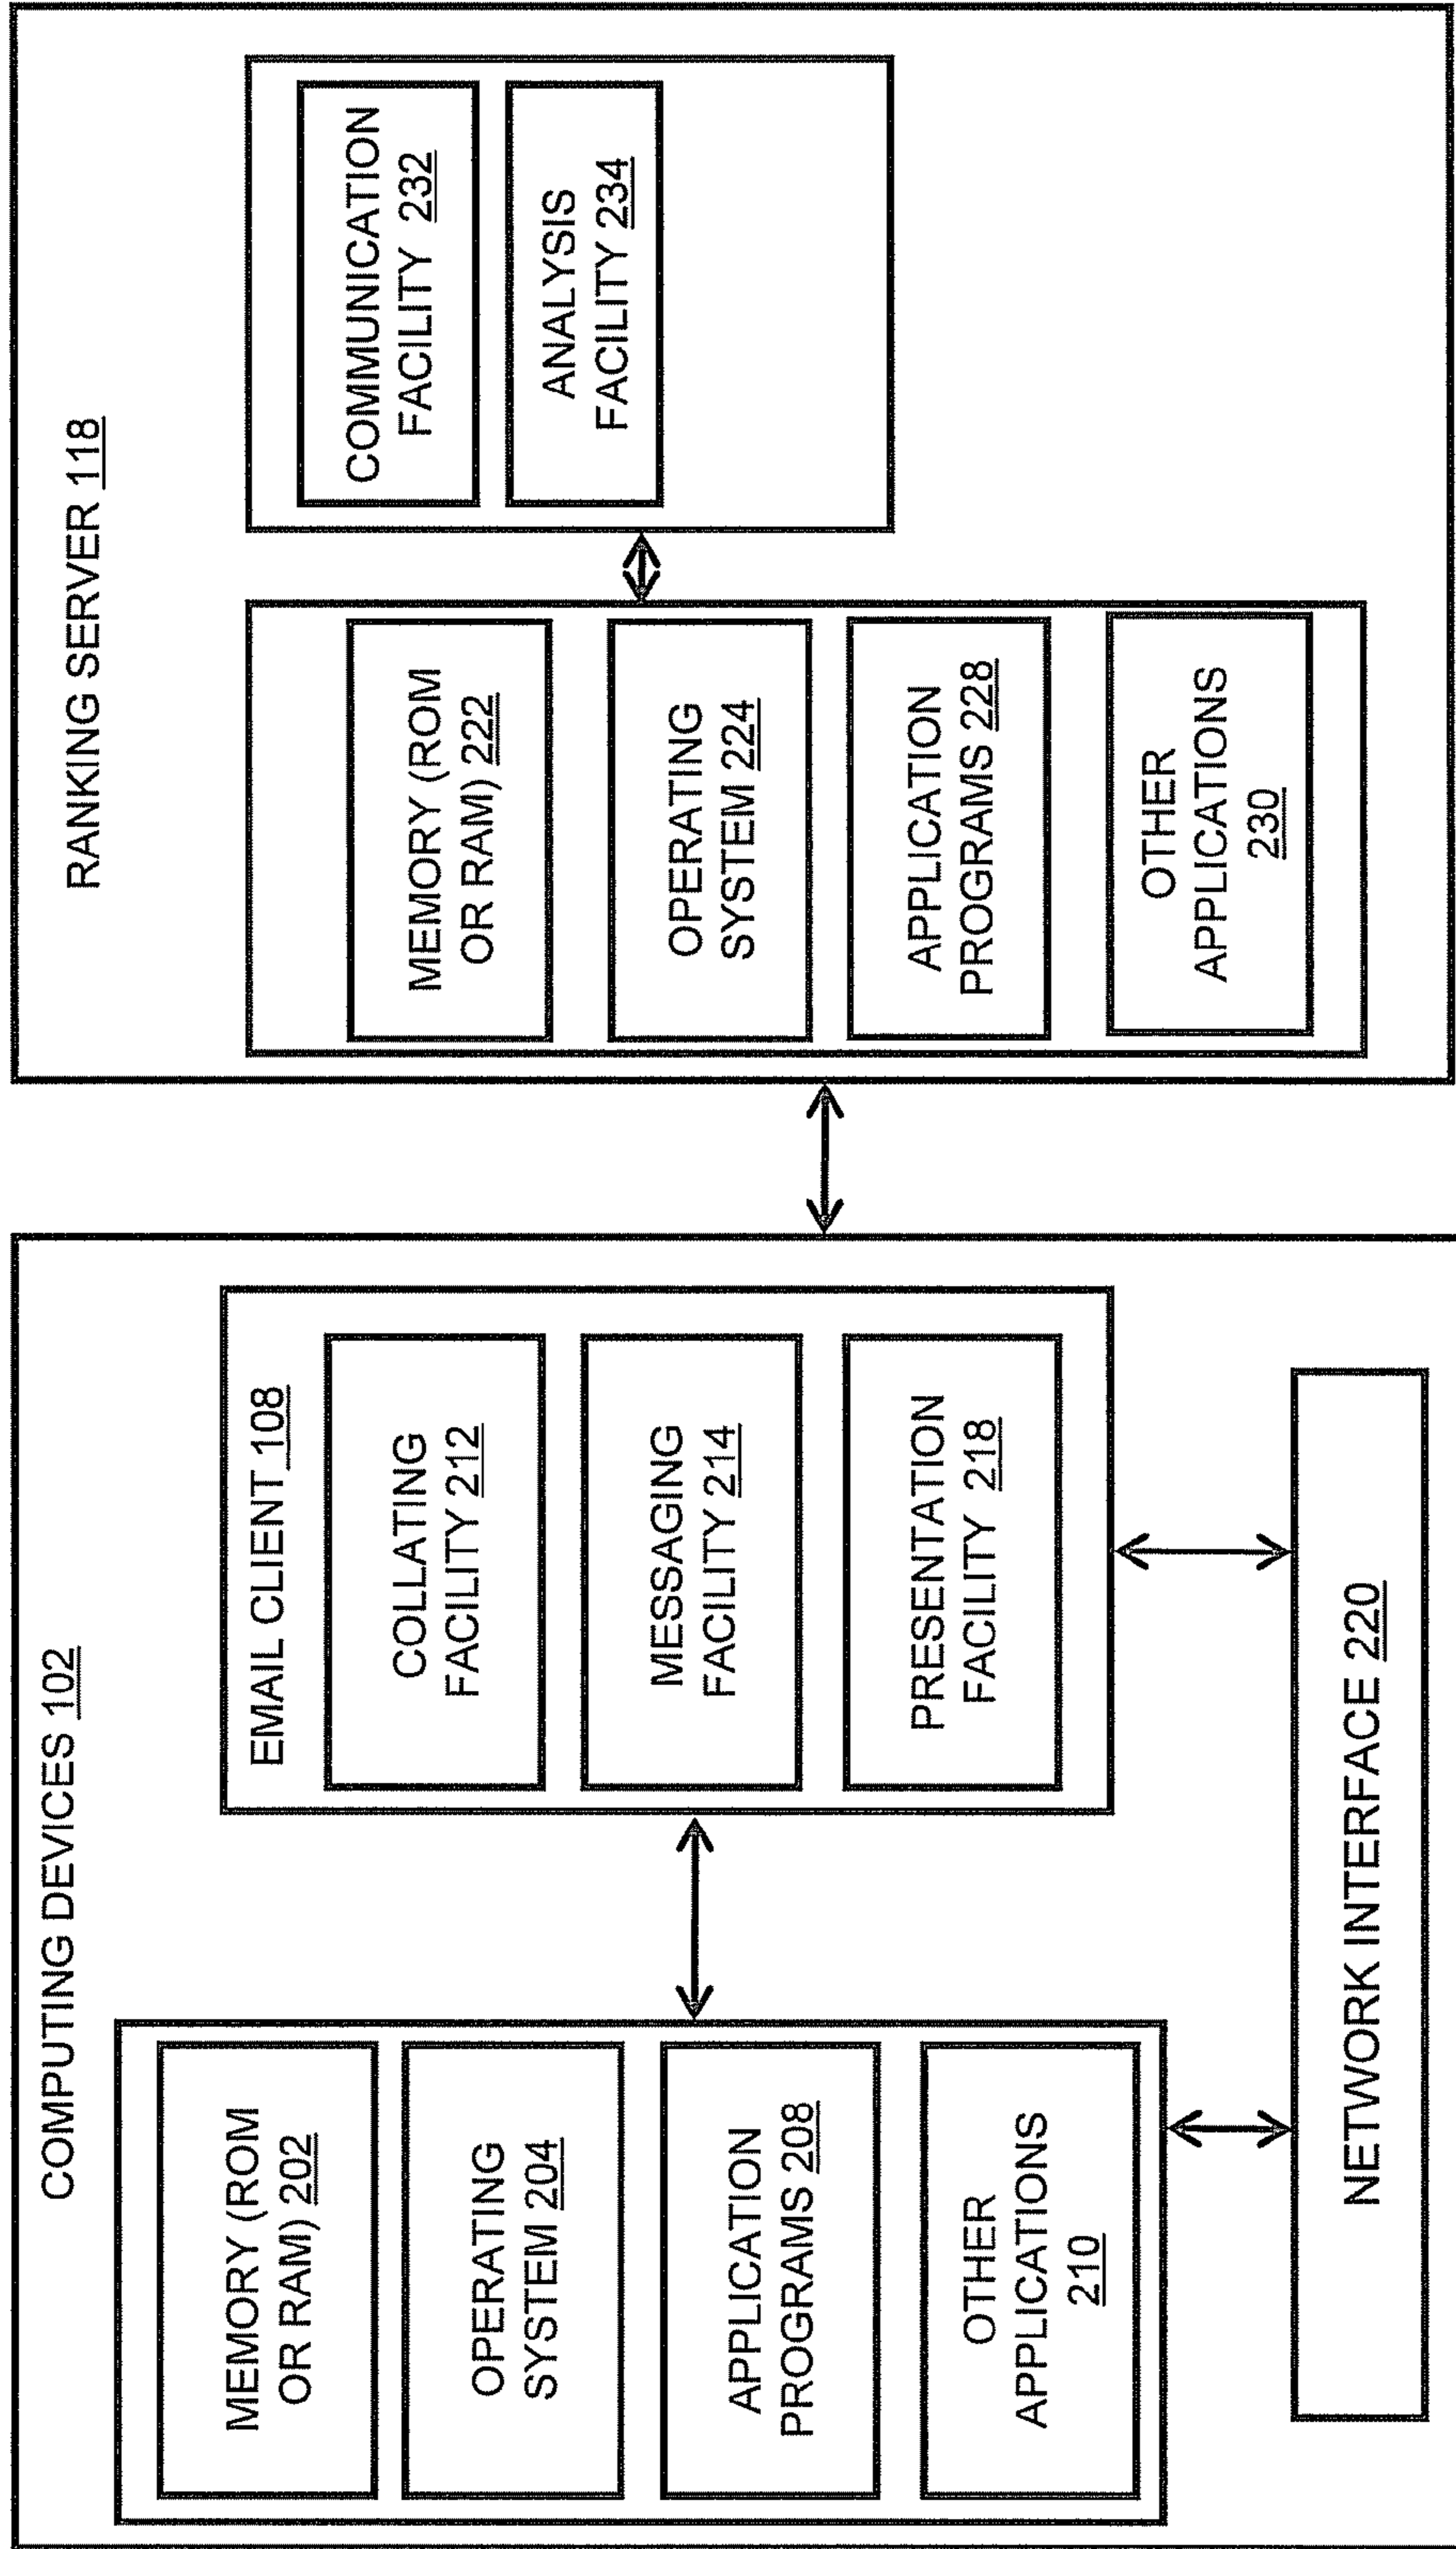 COMPUTING DEVICES 102
MEMORY (ROM
OR RAM) 202
OPERATING
SYSTEM 204
APPLICATION
PROGRAMS 208
OTHER
APPLICATIONS
210
EMAIL CLIENT 108
COLLATING
FACILITY 212
MESSAGING
FACILITY 214
PRESENTATION
FACILITY 218
NETWORK INTERFACE 220
RANKING SERVER 118
MEMORY (ROM
OR RAM) 222
OPERATING
SYSTEM 224
APPLICATION
PROGRAMS 228
OTHER
APPLICATIONS
230
COMMUNICATION
FACILITY 232
ANALYSIS
FACILITY 234